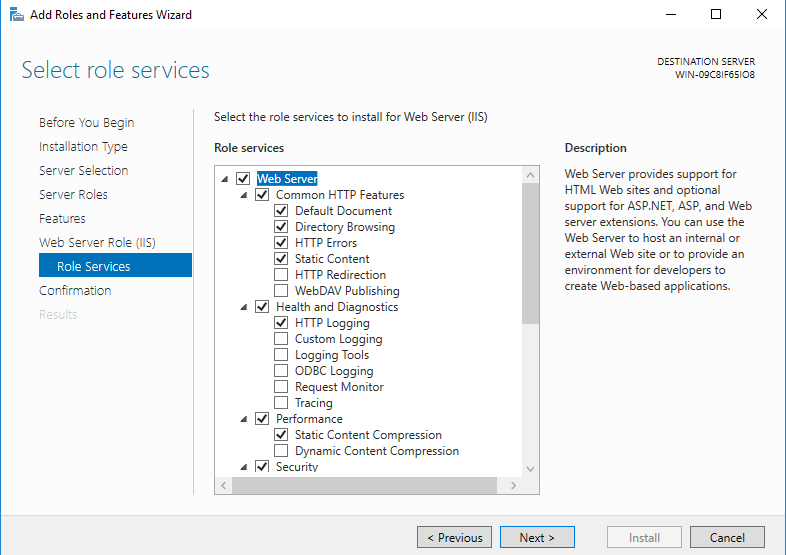 Add Roles and Features Wizard
Select role services
DESTINATION SERVER
WIN-09C8IF65IO8
Before You Begin
Installation Type
Server Selection
Server Roles
Features
Web Server Role (IIS)
Role Services
Confirmation
Results
Select the role services to install for Web Server (IIS)
Role services
Web Server
Common HTTP Features
Default Document
Directory Browsing
HTTP Errors
Static Content
HTTP Redirection
WebDAV Publishing
Health and Diagnostics
HTTP Logging
Custom Logging
Logging Tools
ODBC Logging
Request Monitor
Tracing
Performance
Static Content Compression
Dynamic Content Compression
Security
Description
Web Server provides support for
HTML Web sites and optional
support for ASP.NET, ASP, and Web
server extensions. You can use the
Web Server to host an internal or
external Web site or to provide an
environment for developers to
create Web-based applications.
< Previous
Next >
Install
Cancel